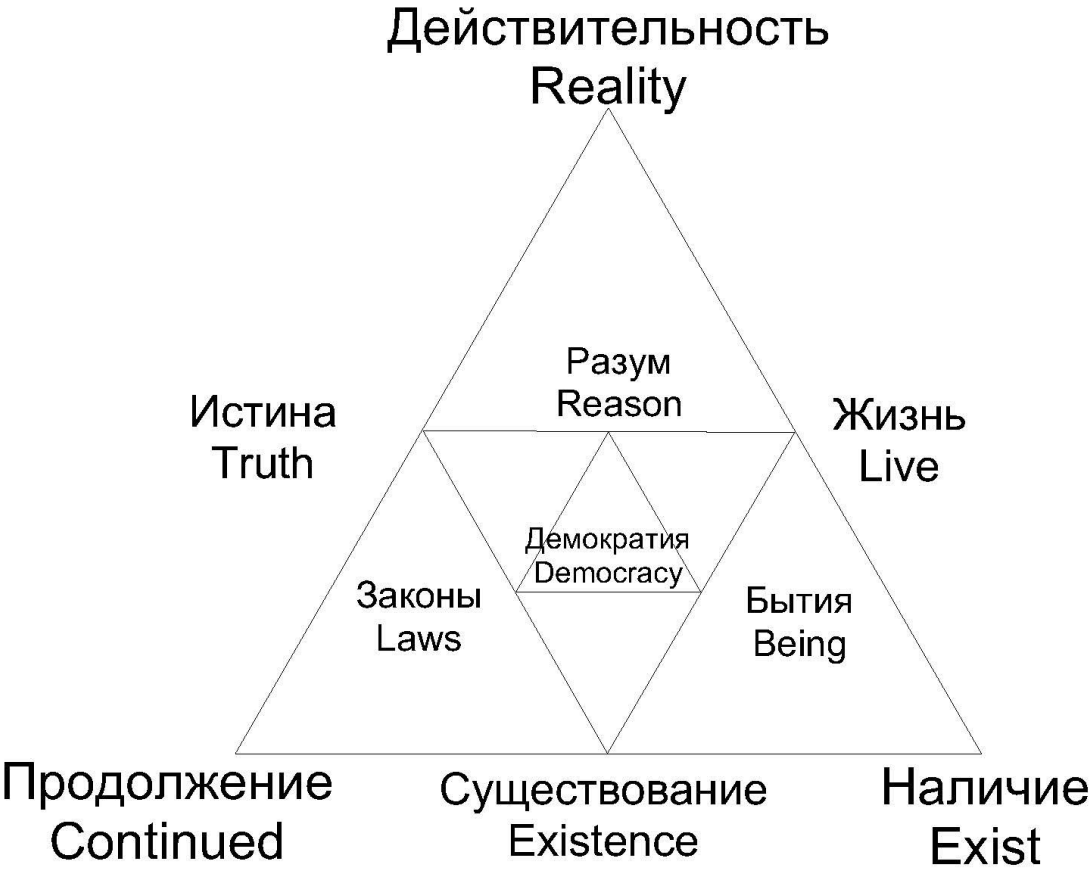 Действительность
Reality
Разум
Reason
Истина
Truth
Жизнь
Live
Демократия
Democracy
Законы
Laws
Бытия
Being
Продолжение
Continued
Существование
Existence
Наличие
Exist